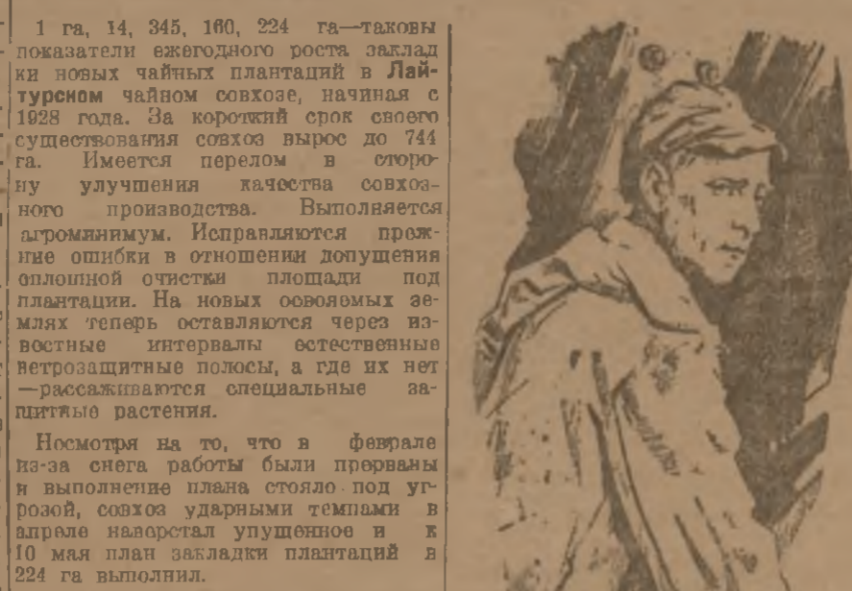 1 га, 14, 345, 160, 224 га—таковы
показатели ежегодного роста заклад
ки новых чайных плантаций в Лай-
турском чайном совхозе, начиная с
1928 года. За короткий срок своего
существования совхоз вырос до 744
га. Имеется перелом в сторо-
ну улучшения качества совхоз-
ного производства. Выполняется
агроминимум. Исправляются преж-
ние ошибки в отношении допущения
сплошной очистки площади под
плантации. На новых освояемых зе-
млях теперь оставляются через из-
вестные интервалы естественные
ветрозащитные полосы, а где их нет
—рассаживаются специальные за-
щитные растения.
Несмотря на то, что в феврале
из-за снега работы были прерваны
и выполнение плана стояло под уг-
розой, совхоз ударными темпами в
апреле наверстал упущенное и к
10 мая план закладки плантаций в
224 га выполнил.